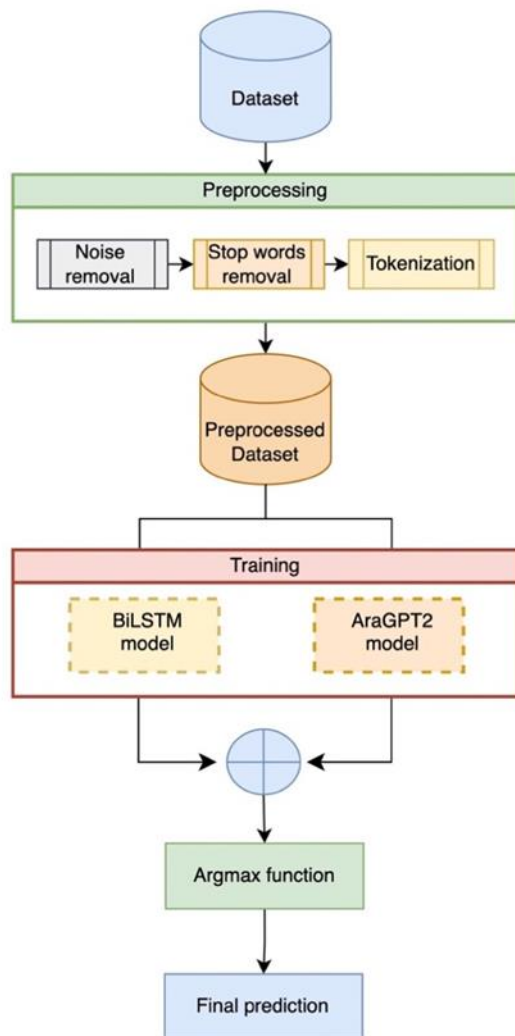 Dataset
Preprocessing
Noise
removal
Stop words
removal
Tokenization
Preprocessed
Dataset
Training
BiLSTM
model
AraGPT2
model
Argmax function
Final prediction